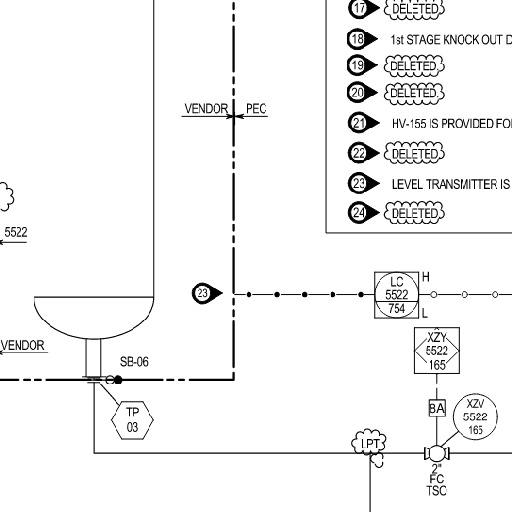 17 DELETED
18 1st STAGE KNOCK OUT D
19 DELETED
20 DELETED
VENDOR PEC
21 HV-155 IS PROVIDED FO
22 DELETED
23 LEVEL TRANSMITTER IS
24 DELETED
5522
23
LC
5522
754
H
L
VENDOR
SB-06
XZY
5522
165
TP
03
8A
XZV
5522
165
LPT
2"
FC
TSO